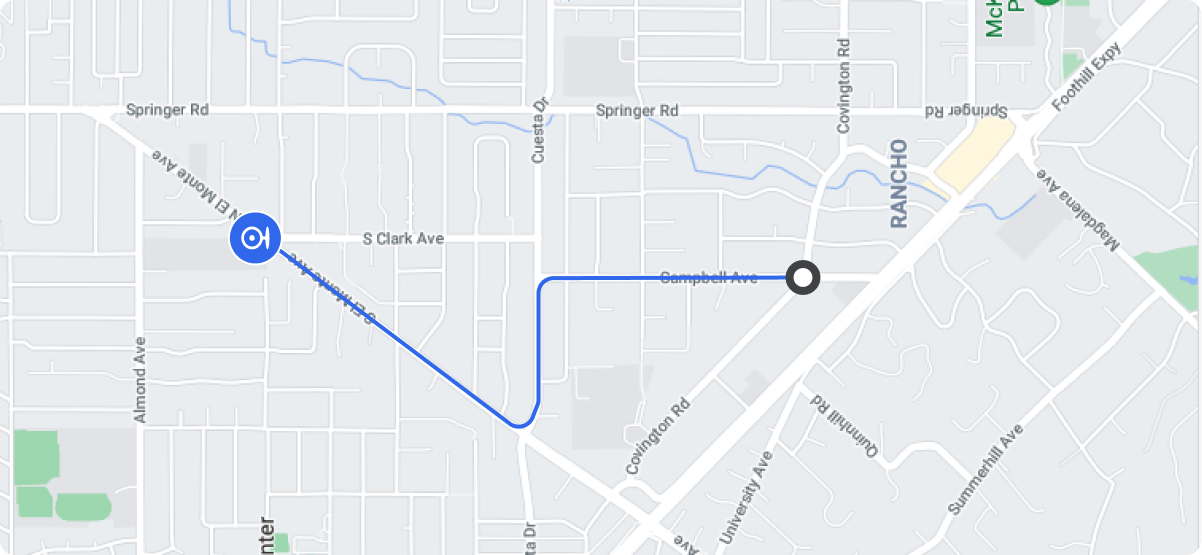 McK
P
Foothill Expy
Covington Rd
Springer Rd
Springer Rd
Springer Rd
Cuesta Dr
N El Monte Ave
RANCHO
Magdalena Ave
S Clark Ave
S El Monte Ave
Campbell Ave
Almond Ave
Covington Rd
Quinnhill Rd
Summerhill Ave
University Ave
nter
ta Dr
Ave